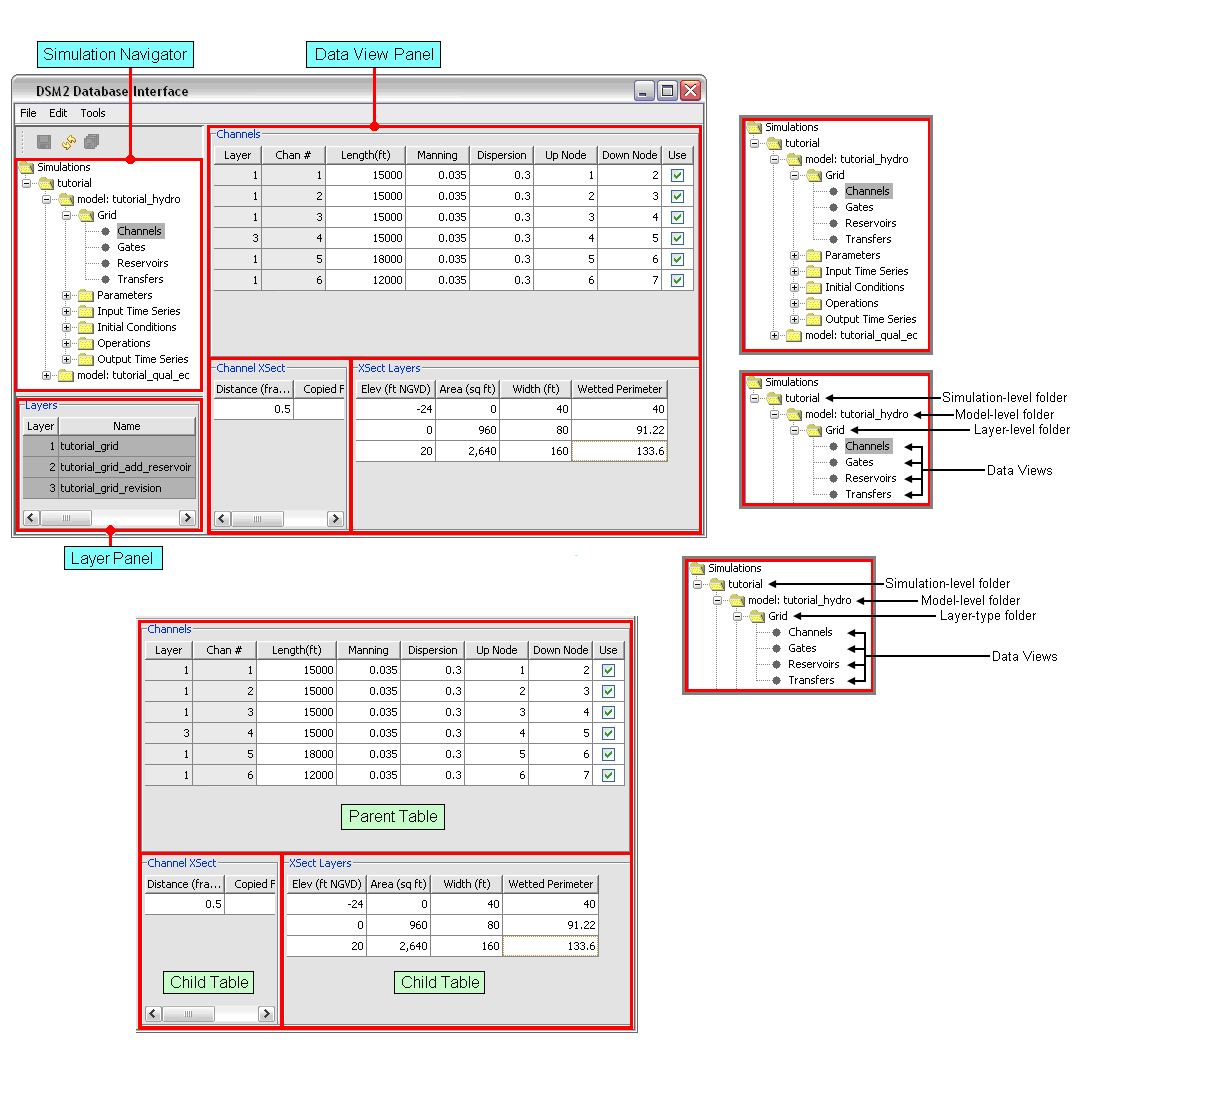 Simulation Navigator
Data View Panel
DSM2 Database Interface
File Edit Tools
Simulations
tutorial
model: tutorial_hydro
Grid
Channels
Gates
Reservoirs
Transfers
Parameters
Input Time Series
Initial Conditions
Operations
Output Time Series
model: tutorial_qual_ec
Layers
Layer Name
1 tutorial_grid
2 tutorial_grid_add_reservoir
3 tutorial_grid_revision
Layer Panel
Channels
Layer Chan # Length(ft) Manning Dispersion Up Node Down Node Use
1 1 15000 0.035 0.3 1 2
1 2 15000 0.035 0.3 2 3
1 3 15000 0.035 0.3 3 4
3 4 15000 0.035 0.3 4 5
1 5 18000 0.035 0.3 5 6
1 6 12000 0.035 0.3 6 7
Channel XSect
Distance (fra... Copied F
0.5
XSect Layers
Elev (ft NGVD) Area (sq ft) Width (ft) Wetted Perimeter
-24 0 40 40
0 960 80 91.22
20 2,640 160 133.6
Simulations
tutorial
model: tutorial_hydro
Grid
Channels
Gates
Reservoirs
Transfers
Parameters
Input Time Series
Initial Conditions
Operations
Output Time Series
model: tutorial_qual_ec
Simulations
tutorial Simulation-level folder
model: tutorial_hydro Model-level folder
Grid Layer-level folder
Channels
Gates
Data Views
Reservoirs
Transfers
Simulations
tutorial Simulation-level folder
model: tutorial_hydro Model-level folder
Grid Layer-type folder
Channels
Gates
Data Views
Reservoirs
Transfers
Channels
Layer Chan # Length(ft) Manning Dispersion Up Node Down Node Use
1 1 15000 0.035 0.3 1 2
1 2 15000 0.035 0.3 2 3
1 3 15000 0.035 0.3 3 4
3 4 15000 0.035 0.3 4 5
1 5 18000 0.035 0.3 5 6
1 6 12000 0.035 0.3 6 7
Parent Table
Channel XSect
Distance (fra... Copied F
0.5
Child Table
XSect Layers
Elev (ft NGVD) Area (sq ft) Width (ft) Wetted Perimeter
-24 0 40 40
0 960 80 91.22
20 2,640 160 133.6
Child Table